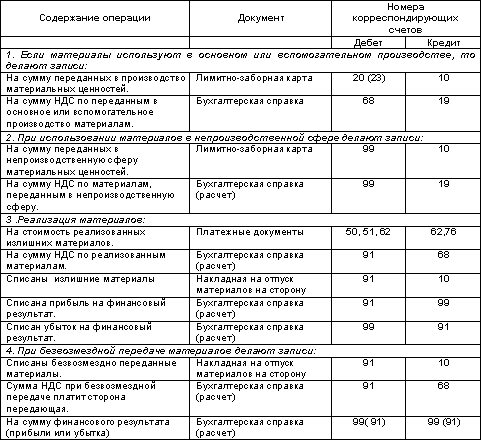 Содержание операции Документ Номера
корреспондирующих
счетов
Дебет Кредит
1. Если материалы используют в основном или вспомогательном производстве, то
делают записи:
На сумму переданных в производство Лимитно-заборная карта 20 (23) 10
материальных ценностей.
На сумму НДС по переданным в Бухгалтерская справка 68 19
основное или вспомогательное
производство материалам.
2. При использовании материалов в непроизводственной сфере делают записи:
На сумму переданных в Лимитно-заборная карта 99 10
непроизводственную сферу
материальных ценностей.
На сумму НДС по материалам, Бухгалтерская справка 99 19
переданным в непроизводственную (расчет)
сферу.
3 .Реализация материалов:
На стоимость реализованных Платежные документы 50, 51, 62 62,76
излишних материалов.
На сумму НДС по реализованным Бухгалтерская справка 91 68
материалам. (расчет)
Списаны излишние материалы Накладная на отпуск 91 10
материалов на сторону
Списана прибыль на финансовый Бухгалтерская справка 91 99
результат. (расчет)
Списан убыток на финансовый Бухгалтерская справка 99 91
результат. (расчет)
4. При безвозмездной передаче материалов делают записи:
Списаны безвозмездно переданные Накладная на отпуск 91 10
материалы. материалов на сторону
Сумма НДС при безвозмездной Бухгалтерская справка 91 68
передаче платит сторона (расчет)
передающая.
На сумму финансового результата Бухгалтерская справка 99( 91) 99 (91)
(прибыли или убытка) (расчет)